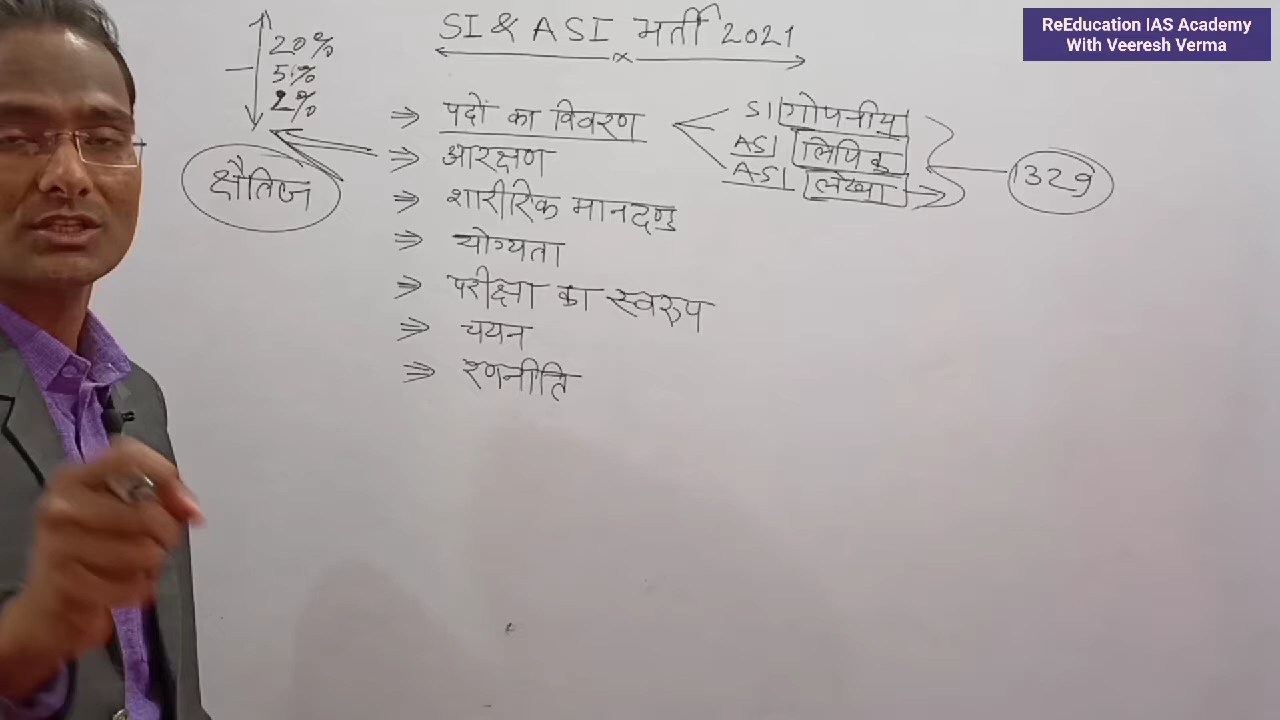 ReEducation IAS Academy
With Veeresh Verma
SI & ASI भर्ती 2021
20%
5%
2%
क्षैतिज
⇒ पदों का विवरण
SI गोपनीय
ASI लिपिक
ASI लेखा
1329
⇒ आरक्षण
⇒ शारीरिक मानदण्ड
⇒ योग्यता
⇒ परीक्षा का स्वरुप
⇒ चयन
⇒ रणनीति